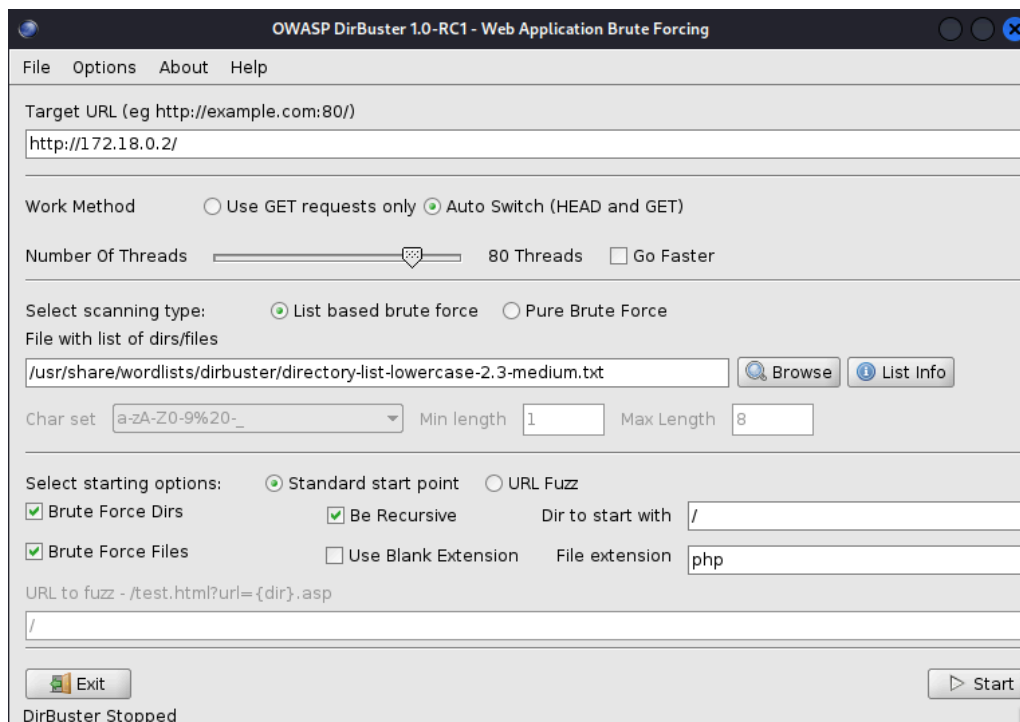 OWASP DirBuster 1.0-RC1 - Web Application Brute Forcing
File Options About Help
Target URL (eg http://example.com:80/)
http://172.18.0.2/
Work Method Use GET requests only Auto Switch (HEAD and GET)
Number Of Threads 80 Threads Go Faster
Select scanning type: List based brute force Pure Brute Force
File with list of dirs/files
/usr/share/wordlists/dirbuster/directory-list-lowercase-2.3-medium.txt Browse List Info
Char set a-zA-Z0-9%20-_ Min length 1 Max Length 8
Select starting options: Standard start point URL Fuzz
Brute Force Dirs Be Recursive Dir to start with /
Brute Force Files Use Blank Extension File extension php
URL to fuzz - /test.html?url={dir}.asp
/
Exit Start
DirBuster Stopped